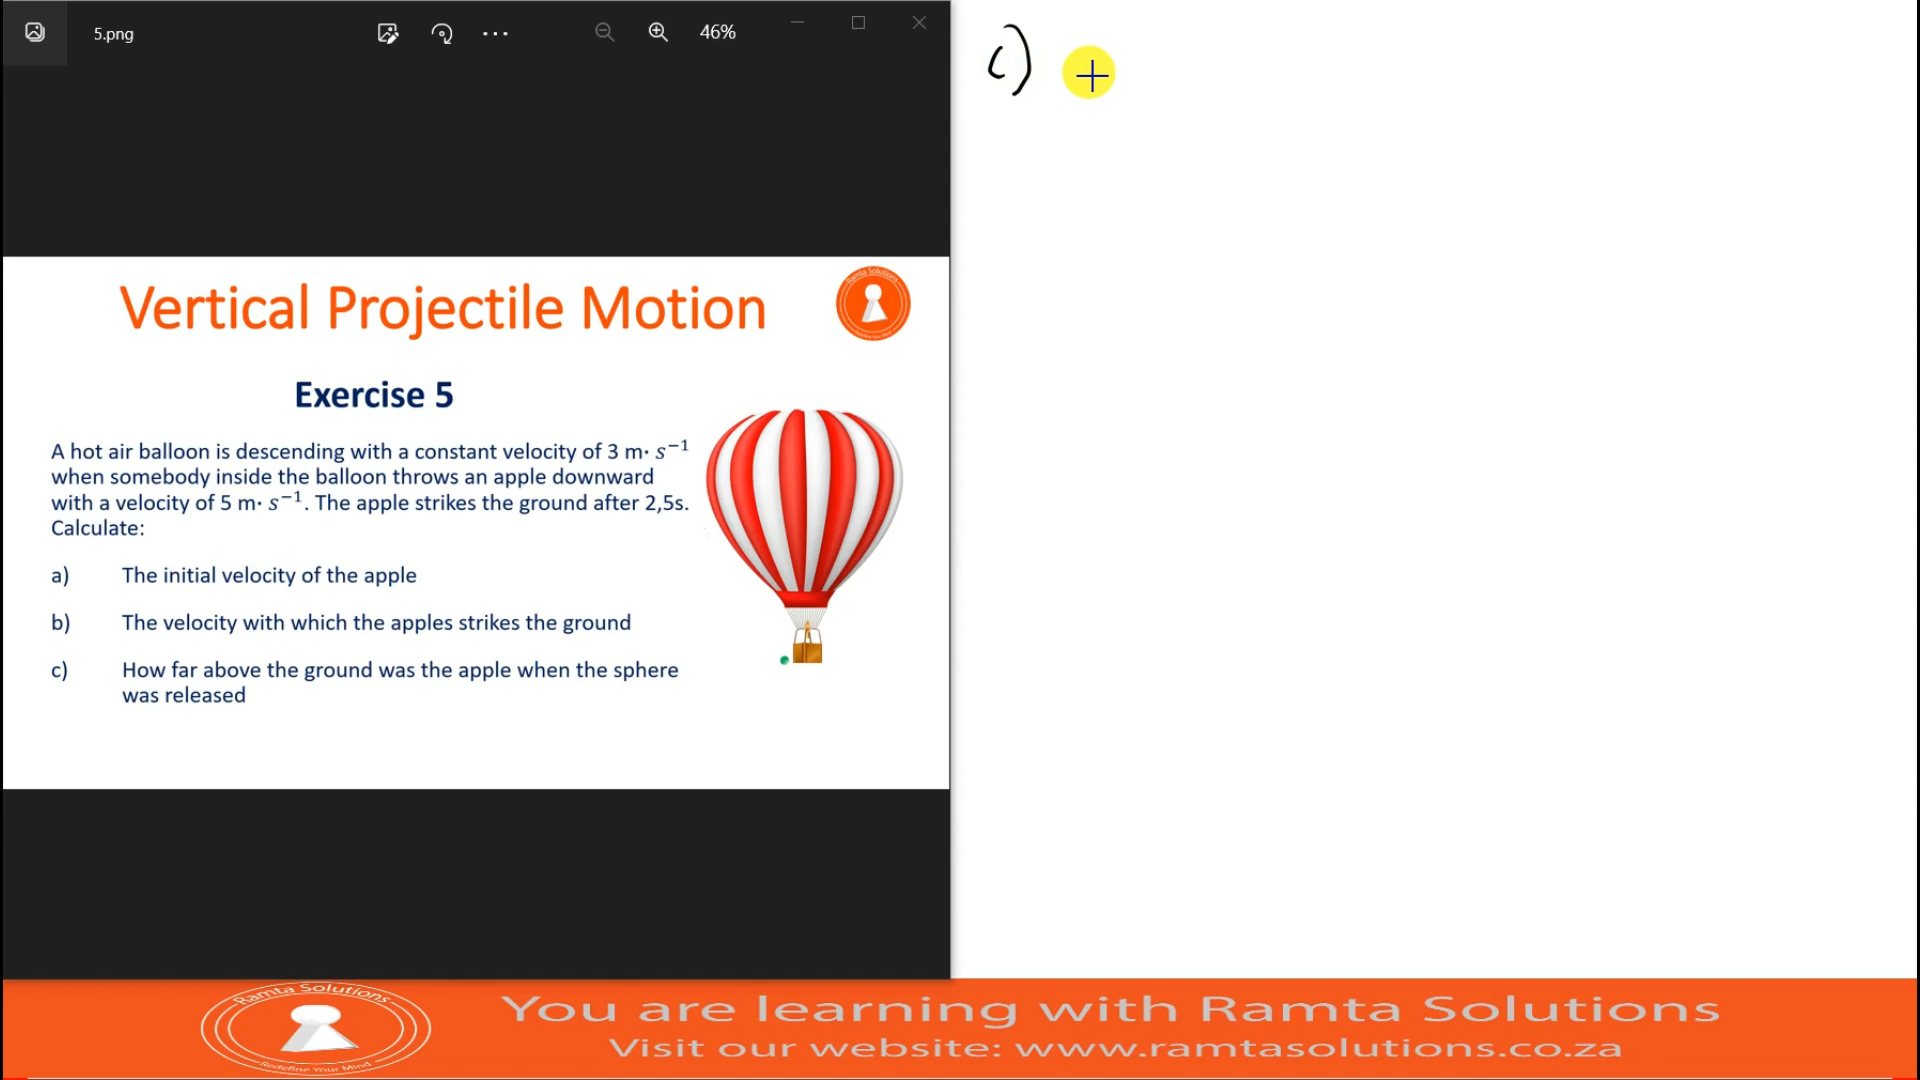 5.png
46%
c)
Vertical Projectile Motion
Ramta Solutions
Exercise 5
A hot air balloon is descending with a constant velocity of 3 m· s⁻¹
when somebody inside the balloon throws an apple downward
with a velocity of 5 m· s⁻¹. The apple strikes the ground after 2,5s.
Calculate:
a) The initial velocity of the apple
b) The velocity with which the apples strikes the ground
c) How far above the ground was the apple when the sphere
was released
Ramta Solutions
Redefine Your Mind
You are learning with Ramta Solutions
Visit our website: www.ramtasolutions.co.za